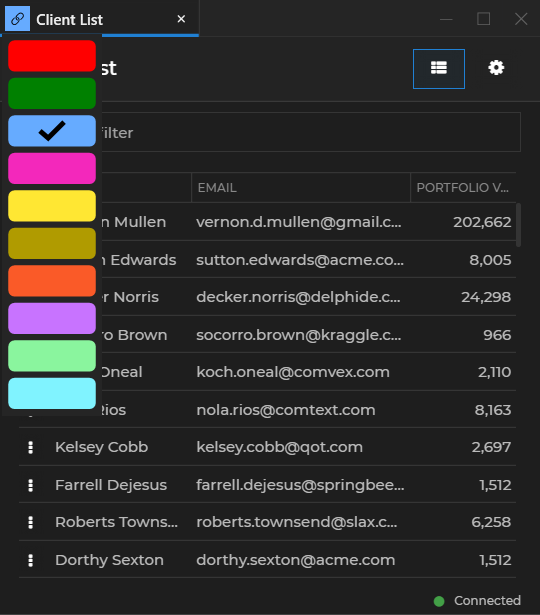 Client List
st
ilter
EMAIL PORTFOLIO V...
n Mullen vernon.d.mullen@gmail.c... 202,662
Edwards sutton.edwards@acme.co... 8,005
r Norris decker.norris@delphide.c... 24,298
ro Brown socorro.brown@kraggle.c... 966
Oneal koch.oneal@comvex.com 2,110
Rios nola.rios@comtext.com 8,163
Kelsey Cobb kelsey.cobb@qot.com 2,697
Farrell Dejesus farrell.dejesus@springbee... 1,512
Roberts Towns... roberts.townsend@slax.c... 6,258
Dorthy Sexton dorthy.sexton@acme.com 1,512
Connected